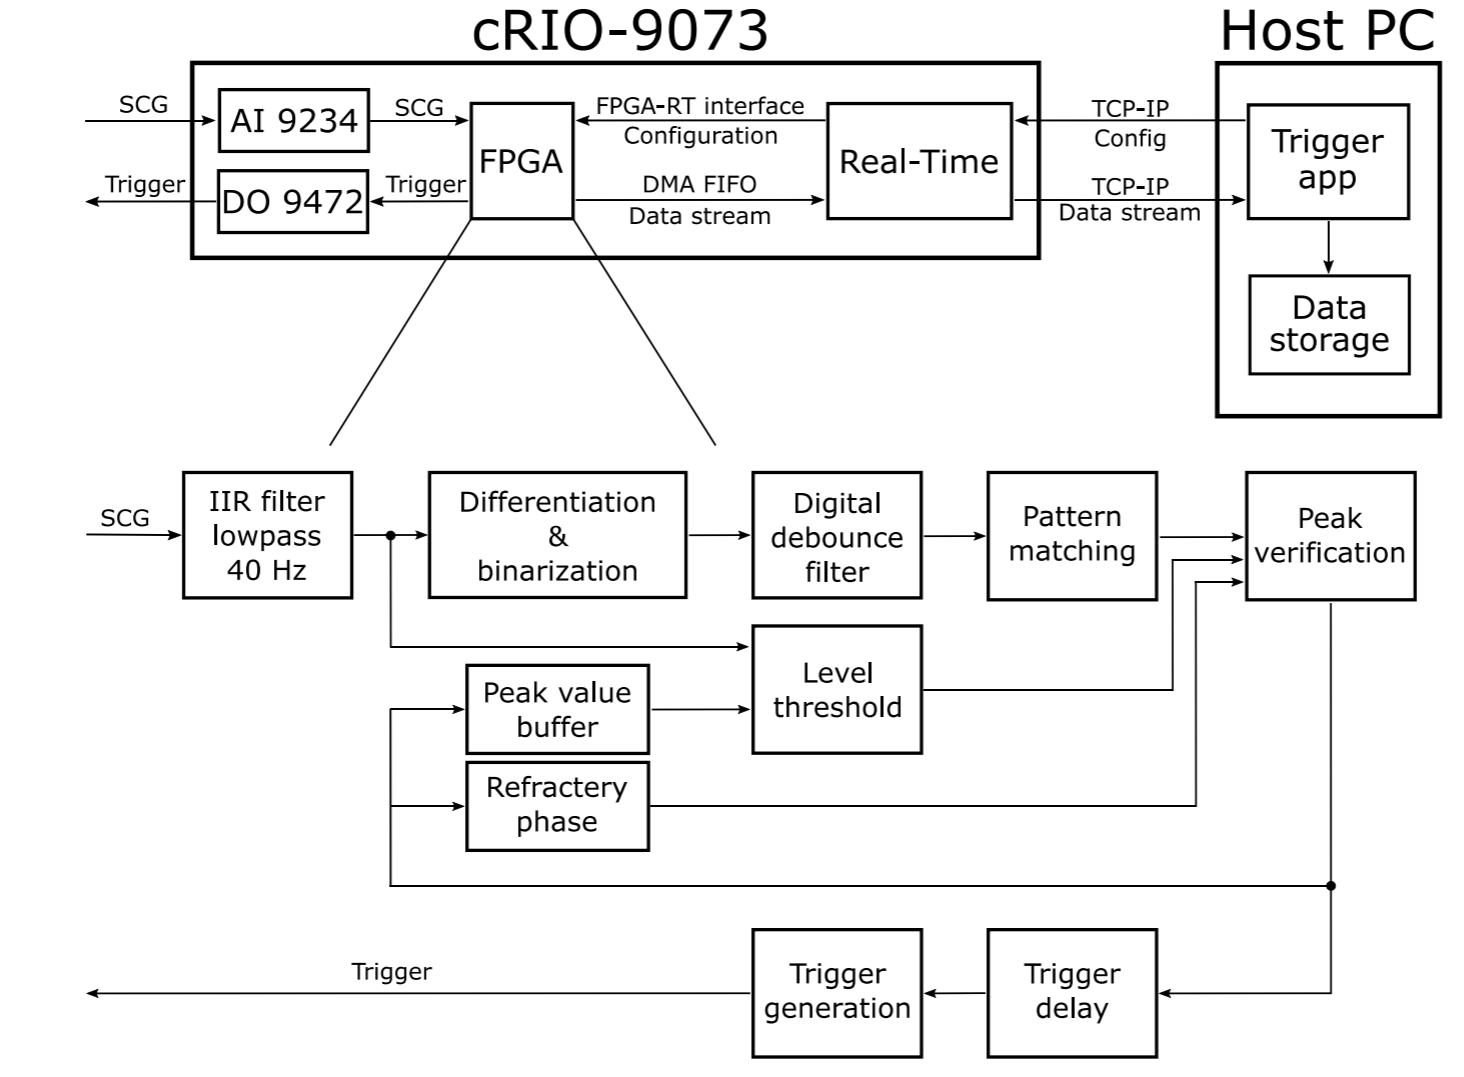 cRIO-9073
Host PC
SCG
AI 9234
SCG
FPGA
FPGA-RT interface
Configuration
Real-Time
TCP-IP
Config
Trigger
app
Trigger
DO 9472
Trigger
DMA FIFO
Data stream
TCP-IP
Data stream
Data
storage
SCG
IIR filter
lowpass
40 Hz
Differentiation
&
binarization
Digital
debounce
filter
Pattern
matching
Peak
verification
Level
threshold
Peak value
buffer
Refractery
phase
Trigger
Trigger
generation
Trigger
delay